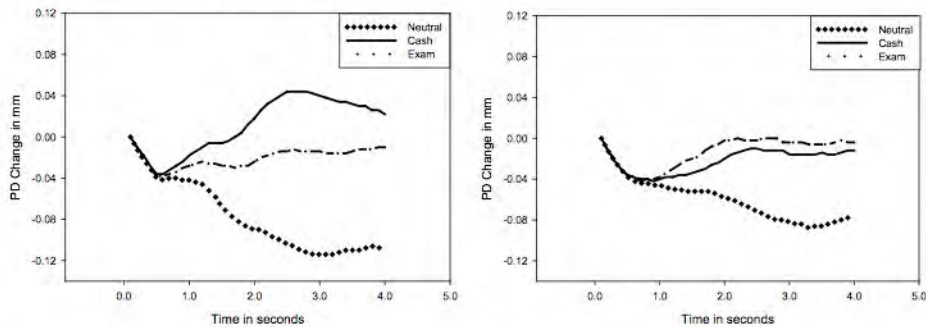 0.12
0.08
0.04
0.00
-0.04
-0.08
-0.12
PD Change in mm
0.0 1.0 2.0 3.0 4.0 5.0
Time in seconds
Neutral
Cash
Exam
0.12
0.08
0.04
0.00
-0.04
-0.08
-0.12
PD Change in mm
0.0 1.0 2.0 3.0 4.0 5.0
Time in seconds
Neutral
Cash
Exam